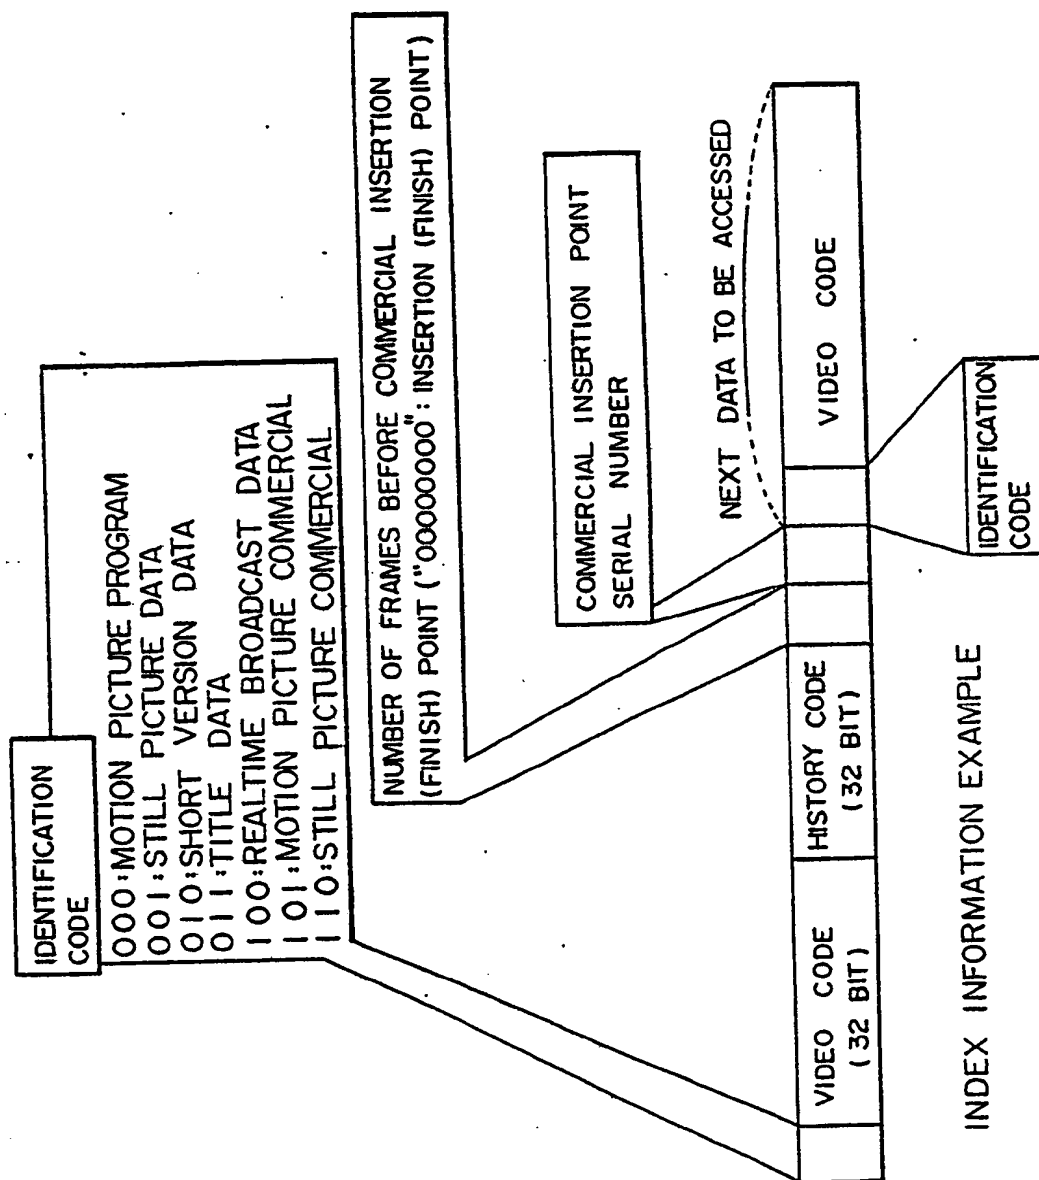 IDENTIFICATION
CODE
000:MOTION PICTURE PROGRAM
001:STILL PICTURE DATA
010:SHORT VERSION DATA
011:TITLE DATA
100:REALTIME BROADCAST DATA
101:MOTION PICTURE COMMERCIAL
110:STILL PICTURE COMMERCIAL
NUMBER OF FRAMES BEFORE COMMERCIAL INSERTION
(FINISH) POINT ("0000000": INSERTION (FINISH) POINT)
COMMERCIAL INSERTION POINT
SERIAL NUMBER
NEXT DATA TO BE ACCESSED
VIDEO CODE
(32 BIT)
HISTORY CODE
(32 BIT)
VIDEO CODE
IDENTIFICATION
CODE
INDEX INFORMATION EXAMPLE